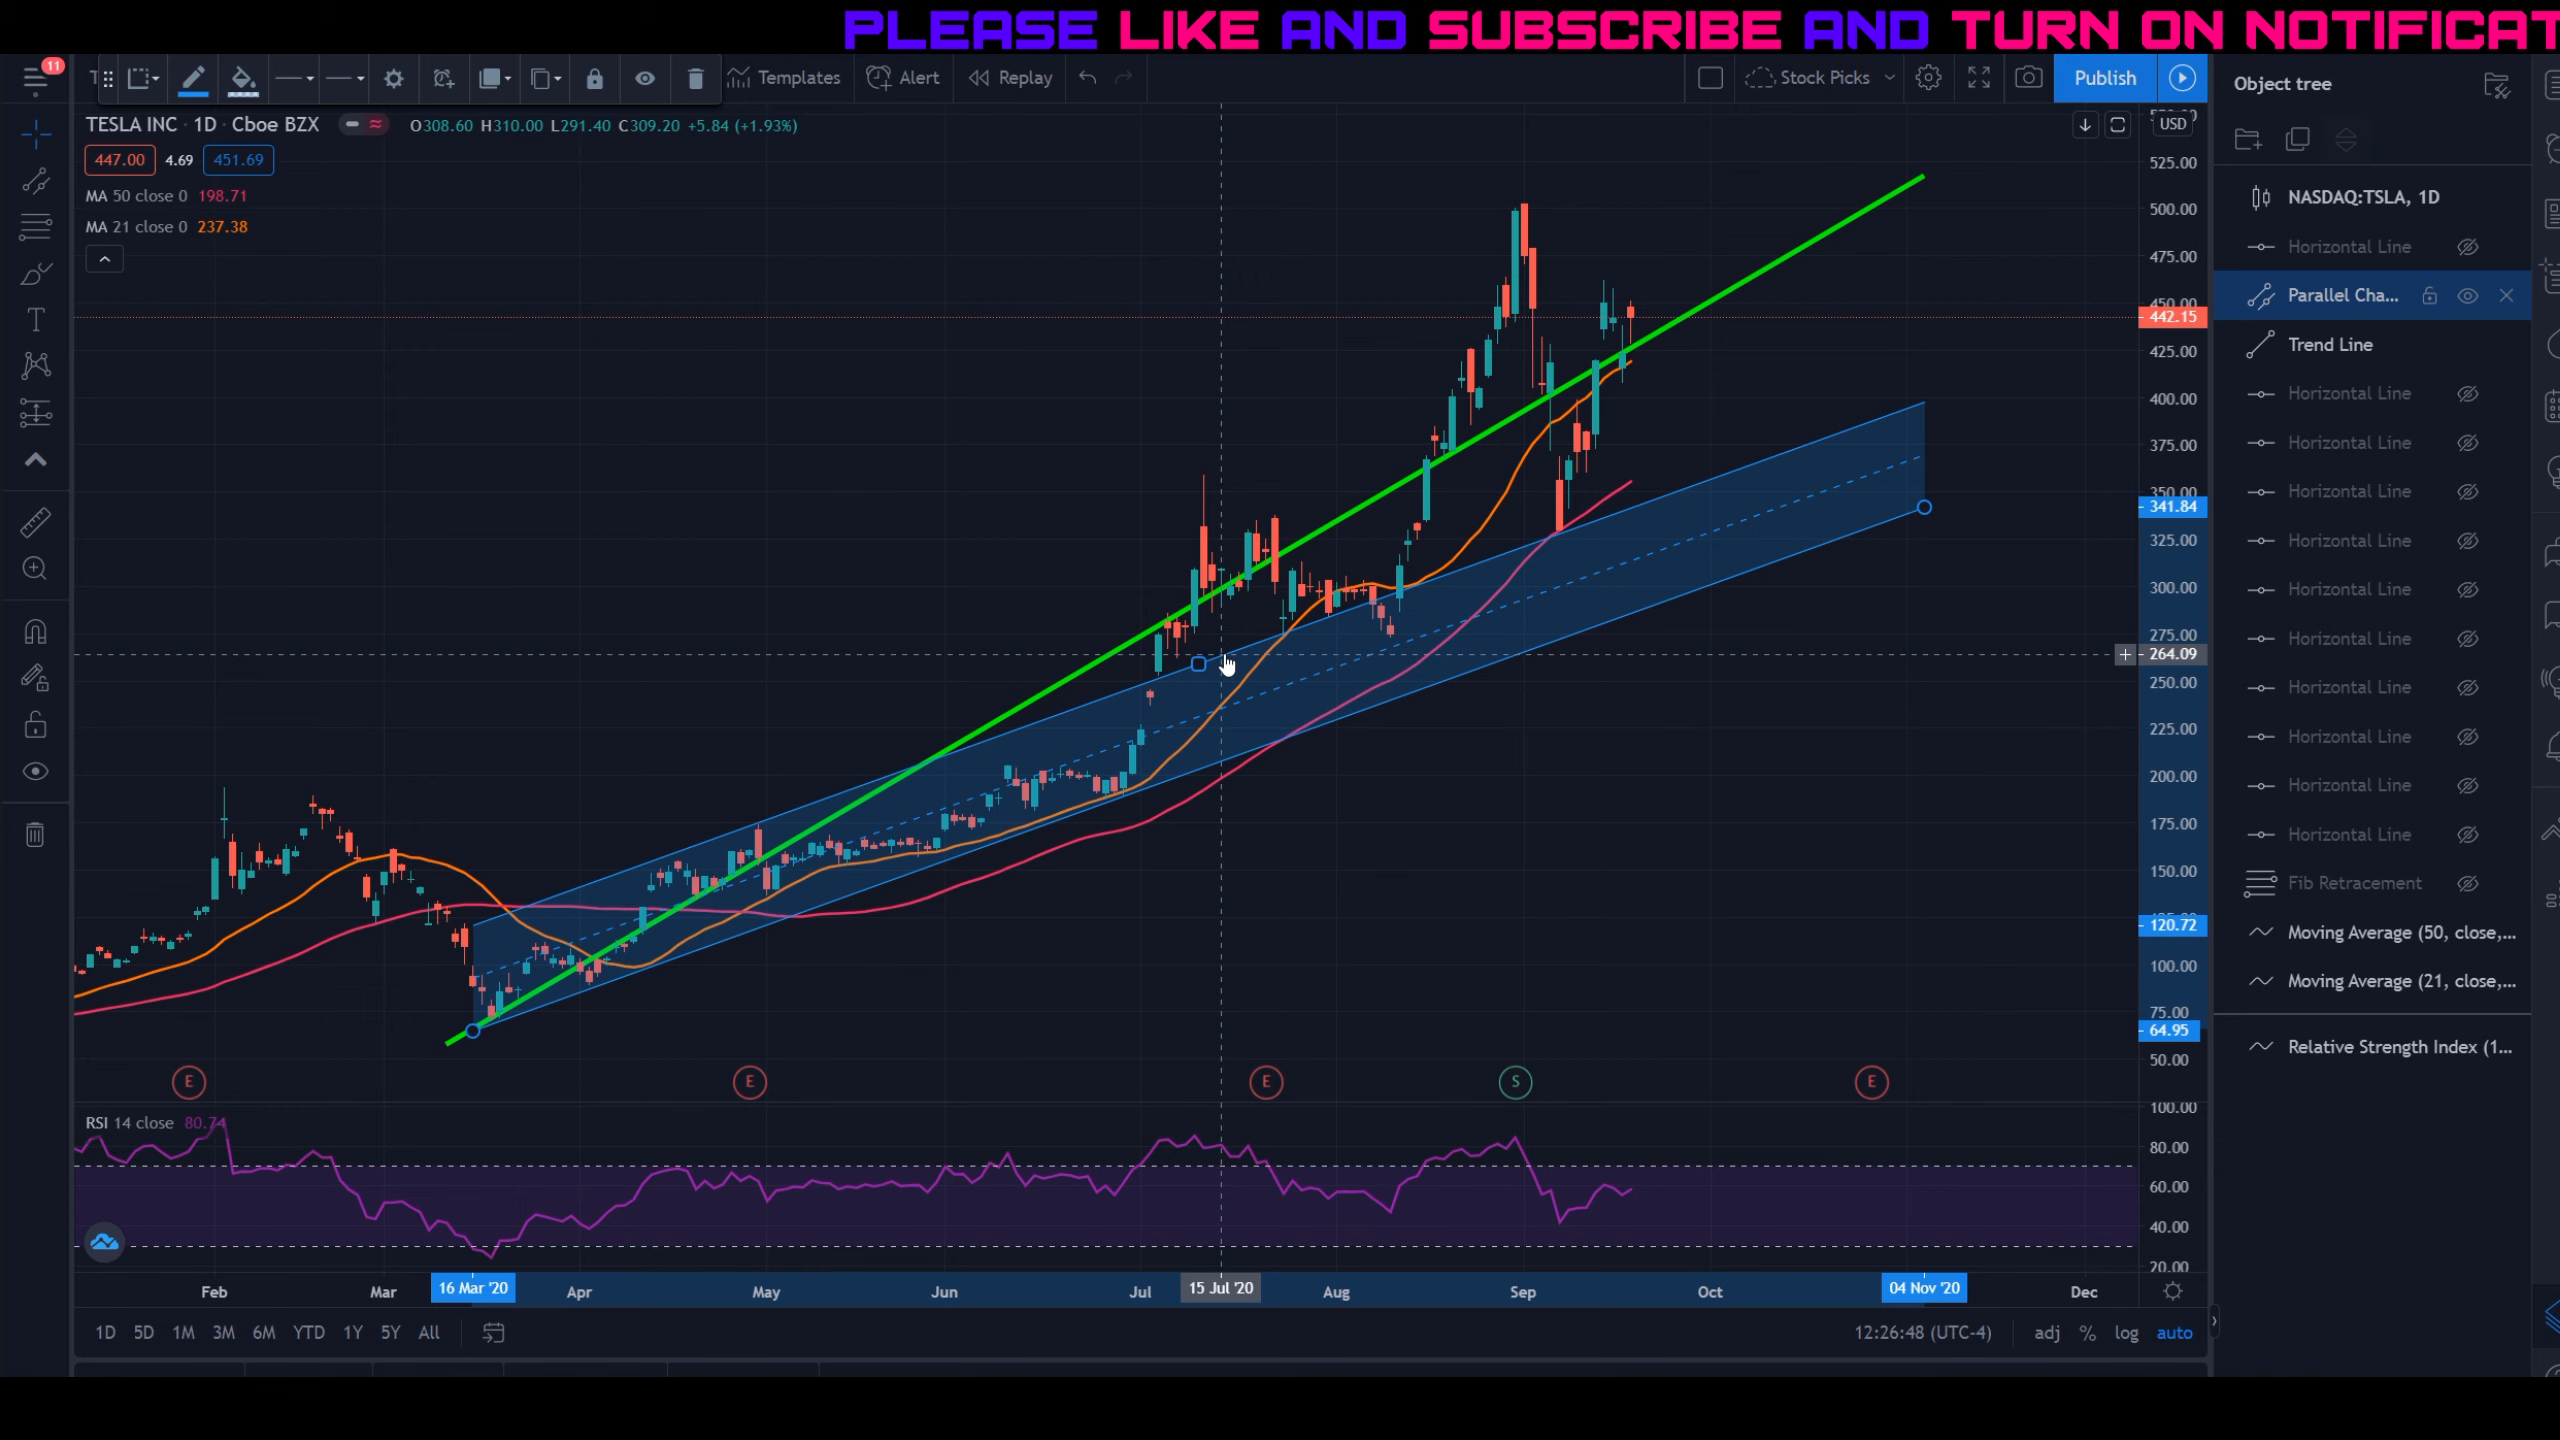 PLEASE LIKE AND SUBSCRIBE AND TURN ON NOTIFICAT
11
Templates Alert Replay Stock Picks Publish
Object tree
TESLA INC · 1D · Cboe BZX O308.60 H310.00 L291.40 C309.20 +5.84 (+1.93%)
447.00 4.69 451.69
MA 50 close 0 198.71
MA 21 close 0 237.38
USD
525.00
500.00
475.00
450.00
442.15
425.00
400.00
375.00
350.00
341.84
325.00
300.00
275.00
264.09
250.00
225.00
200.00
175.00
150.00
120.72
100.00
75.00
64.95
50.00
E E E S E
RSI 14 close 80.74
100.00
80.00
60.00
40.00
20.00
Feb Mar 16 Mar '20 Apr May Jun Jul 15 Jul '20 Aug Sep Oct 04 Nov '20 Dec
1D 5D 1M 3M 6M YTD 1Y 5Y All 12:26:48 (UTC-4) adj % log auto
NASDAQ:TSLA, 1D
Horizontal Line
Parallel Cha...
Trend Line
Horizontal Line
Horizontal Line
Horizontal Line
Horizontal Line
Horizontal Line
Horizontal Line
Horizontal Line
Horizontal Line
Horizontal Line
Horizontal Line
Fib Retracement
Moving Average (50, close,...
Moving Average (21, close,...
Relative Strength Index (1...